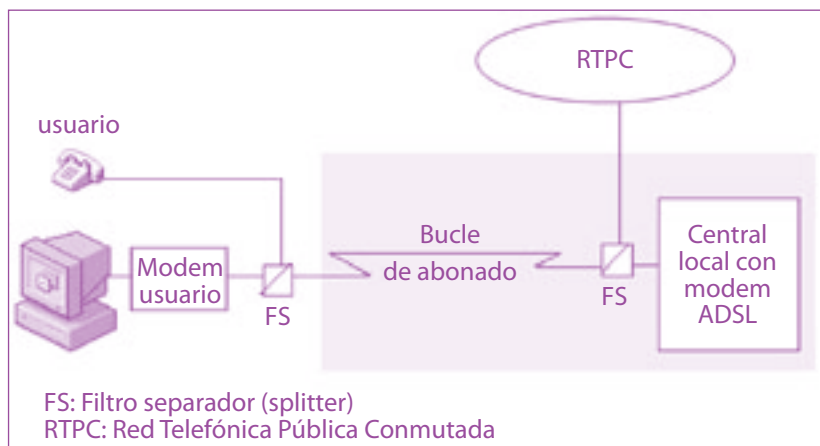 RTPC
usuario
Modem
usuario
FS
Bucle
de abonado
FS
Central
local con
modem
ADSL
FS: Filtro separador (splitter)
RTPC: Red Telefónica Pública Conmutada